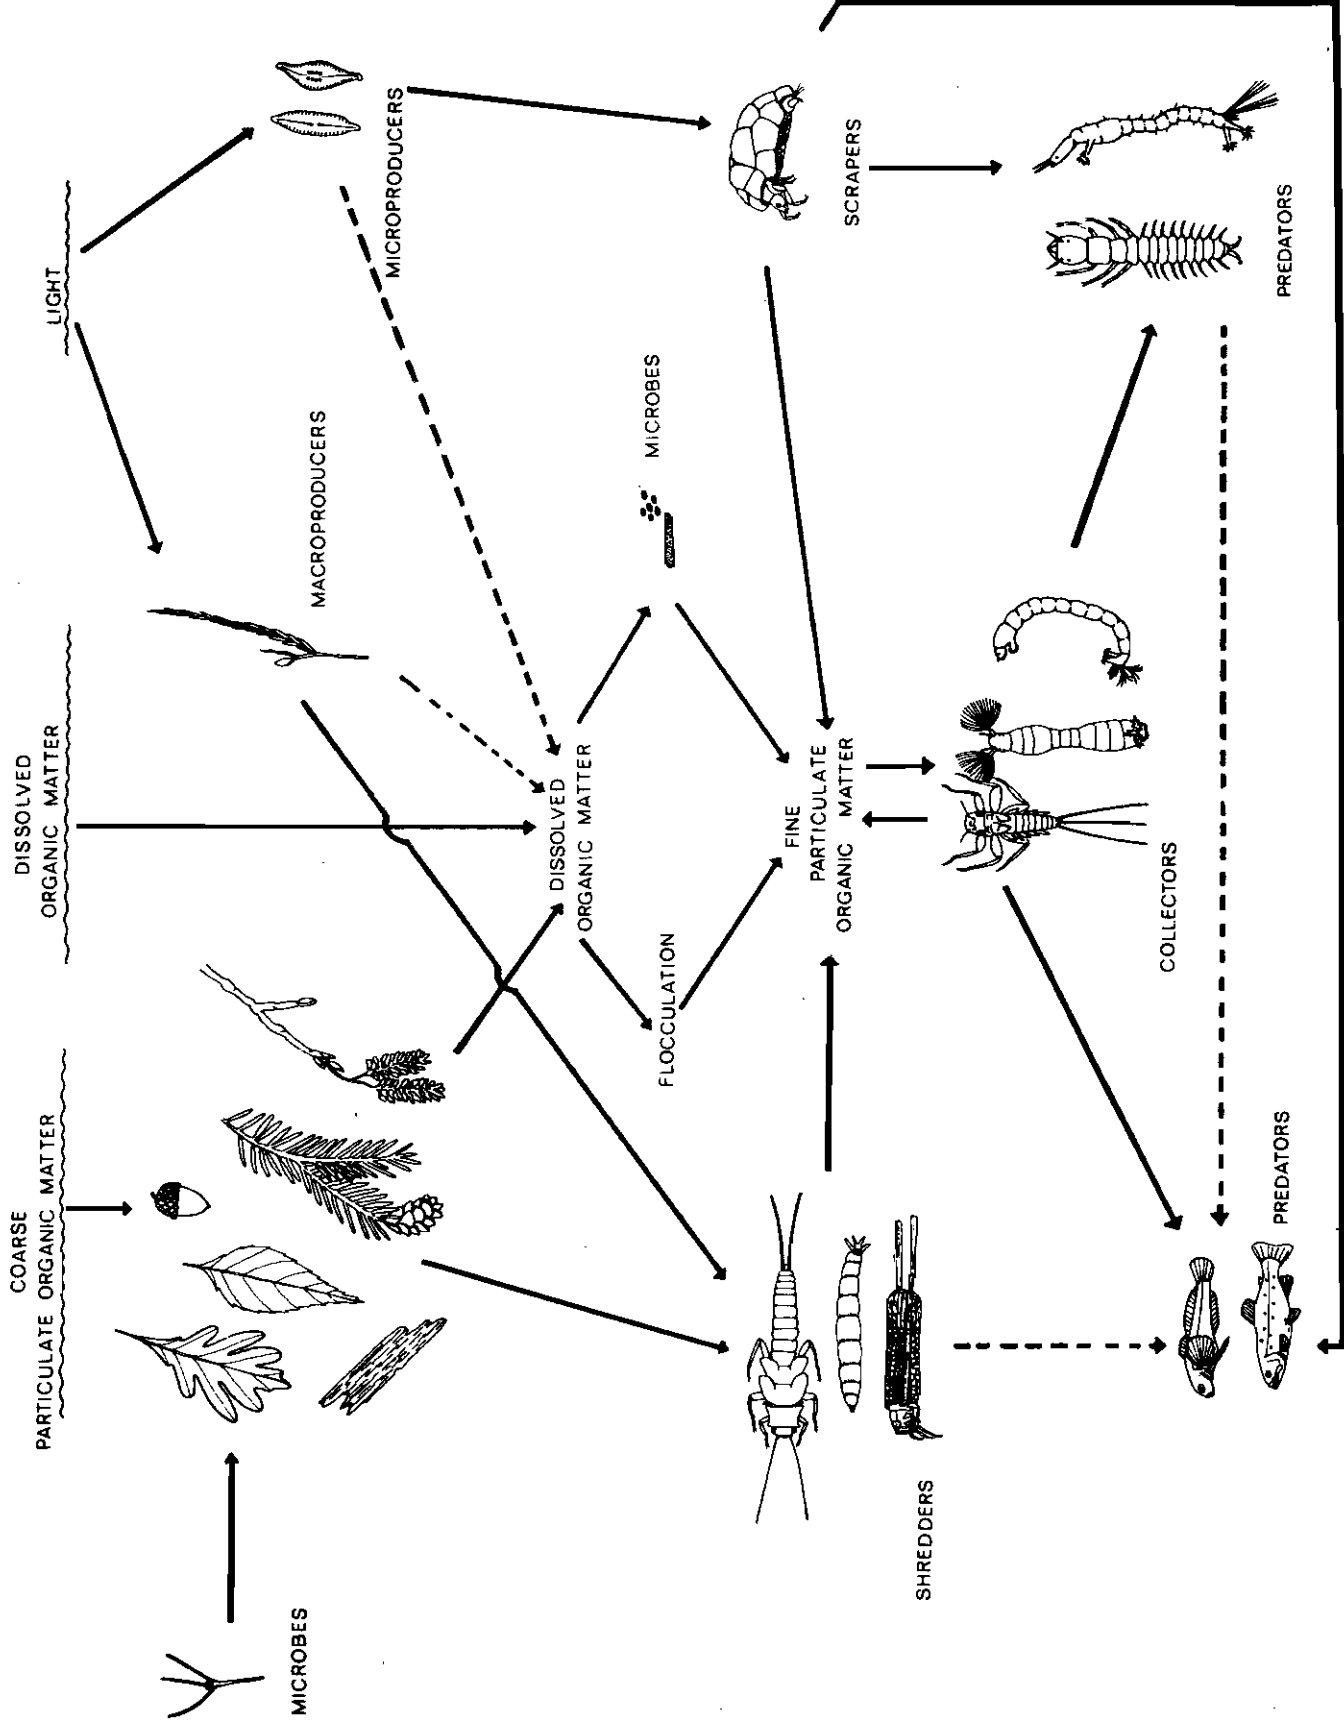 COARSE
PARTICULATE ORGANIC MATTER
DISSOLVED
ORGANIC MATTER
LIGHT
MICROBES
MACROPRODUCERS
MICROPRODUCERS
DISSOLVED
ORGANIC MATTER
FLOCCULATION
MICROBES
FINE
PARTICULATE
ORGANIC MATTER
SCRAPERS
SHREDDERS
COLLECTORS
PREDATORS
PREDATORS